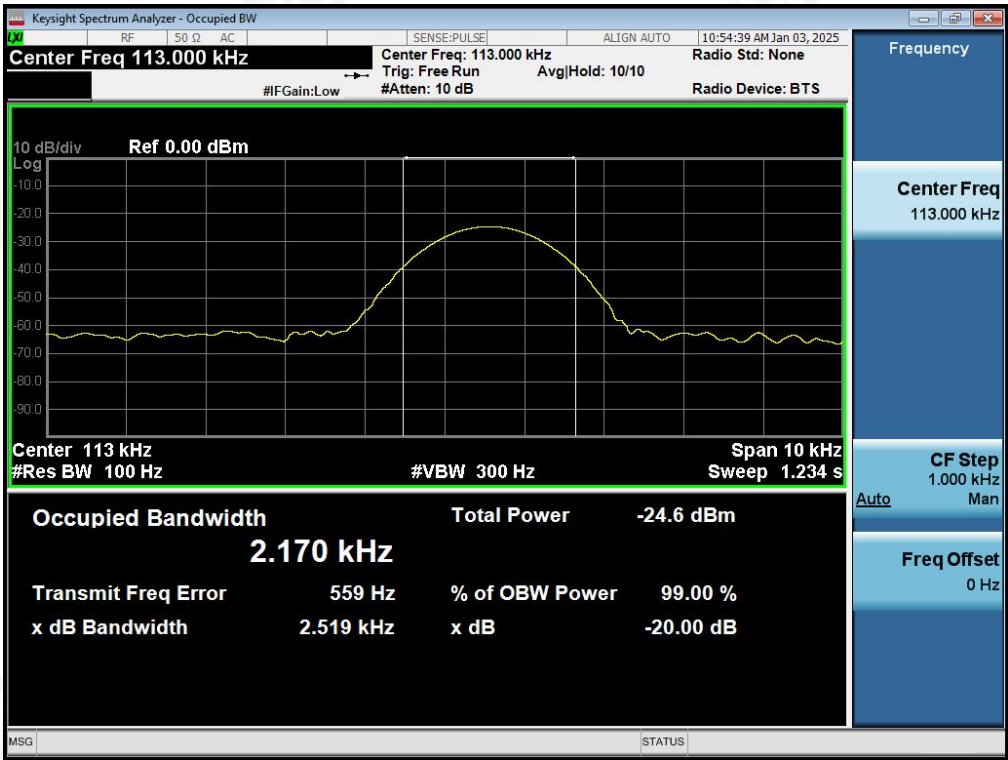 Keysight Spectrum Analyzer - Occupied BW
LXI RF 50 Ω AC SENSE:PULSE ALIGN AUTO 10:54:39 AM Jan 03, 2025
Center Freq 113.000 kHz
Center Freq: 113.000 kHz Radio Std: None
Trig: Free Run Avg|Hold: 10/10
#IFGain:Low #Atten: 10 dB Radio Device: BTS
10 dB/div Ref 0.00 dBm
Log
-10.0
-20.0
-30.0
-40.0
-50.0
-60.0
-70.0
-80.0
-90.0
Center 113 kHz Span 10 kHz
#Res BW 100 Hz #VBW 300 Hz Sweep 1.234 s
Occupied Bandwidth Total Power -24.6 dBm
2.170 kHz
Transmit Freq Error 559 Hz % of OBW Power 99.00 %
x dB Bandwidth 2.519 kHz x dB -20.00 dB
MSG STATUS
Frequency
Center Freq
113.000 kHz
CF Step
1.000 kHz
Auto Man
Freq Offset
0 Hz